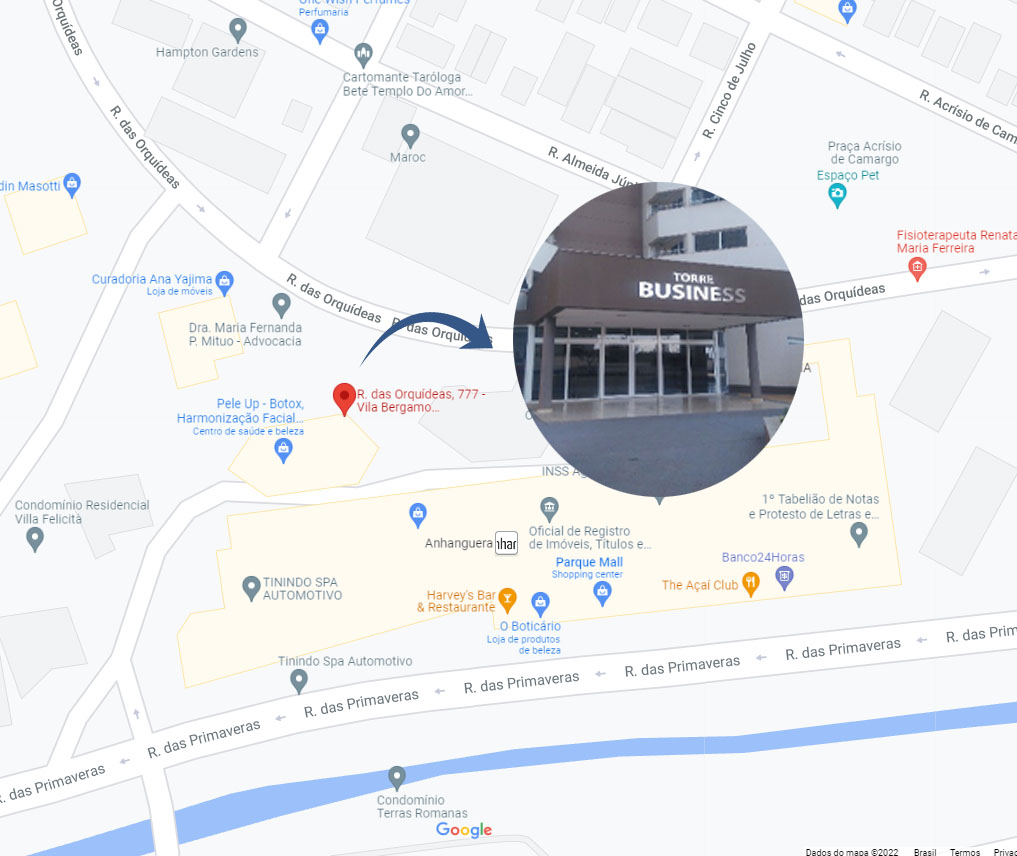 One Wish Perfumes
Perfumaria
Orquídeas
Hampton Gardens
Cartomante Taróloga
Bete Templo Do Amor...
R. Cinco de Julho
R. Acrísio de Cam
R. das Orquídeas
Maroc
R. Almeida Júni
Praça Acrísio
de Camargo
Espaço Pet
din Masotti
Fisioterapeuta Renata
Maria Ferreira
TORRE
BUSINESS
Curadoria Ana Yajima
Loja de móveis
R. das Orquídeas
R. das Orquídeas
das Orquídeas
Dra. Maria Fernanda
P. Mituo - Advocacia
R. das Orquídeas, 777 -
Vila Bergamo...
Pele Up - Botox,
Harmonização Facial...
Centro de saúde e beleza
INSS Ag
Condomínio Residencial
Villa Felicità
1º Tabelião de Notas
e Protesto de Letras e...
Oficial de Registro
de Imóveis, Títulos e...
Anhanguera
nhar
Parque Mall
Shopping center
Banco24Horas
The Açaí Club
TININDO SPA
AUTOMOTIVO
Harvey's Bar
& Restaurante
O Boticário
Loja de produtos
de beleza
Tinindo Spa Automotivo
R. das Primaveras
R. das Primaveras
R. das Primaveras
R. das Primaveras
R. das Primaveras
R. das Prim
R. das Primaveras
Condomínio
Terras Romanas
Google
Dados do mapa ©2022
Brasil
Termos
Privac